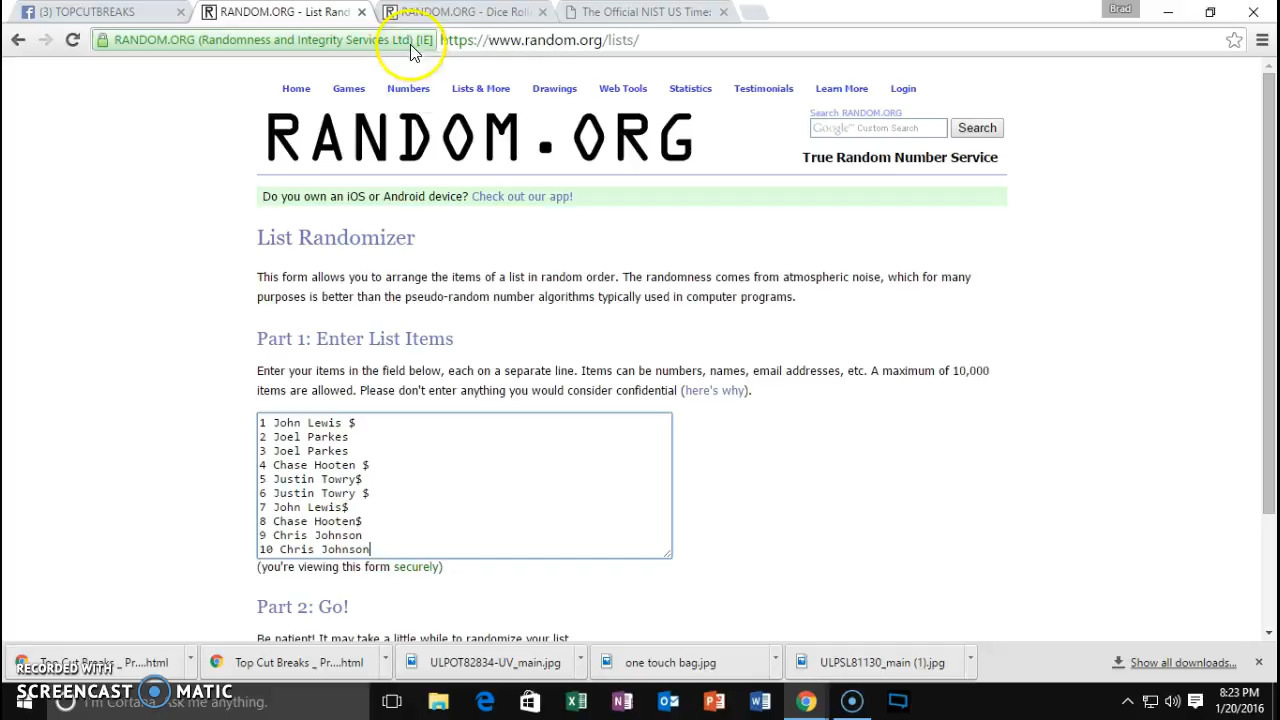 (3) TOPCUTBREAKS
RANDOM.ORG - List Rand
RANDOM.ORG - Dice Rolle
The Official NIST US Time:
Brad
RANDOM.ORG (Randomness and Integrity Services Ltd) [IE]
https://www.random.org/lists/
Home Games Numbers Lists & More Drawings Web Tools Statistics Testimonials Learn More Login
RANDOM.ORG
Search RANDOM.ORG
Google™ Custom Search
Search
True Random Number Service
Do you own an iOS or Android device? Check out our app!
List Randomizer
This form allows you to arrange the items of a list in random order. The randomness comes from atmospheric noise, which for many
purposes is better than the pseudo-random number algorithms typically used in computer programs.
Part 1: Enter List Items
Enter your items in the field below, each on a separate line. Items can be numbers, names, email addresses, etc. A maximum of 10,000
items are allowed. Please don't enter anything you would consider confidential (here's why).
1 John Lewis $
2 Joel Parkes
3 Joel Parkes
4 Chase Hooten $
5 Justin Towry$
6 Justin Towry $
7 John Lewis$
8 Chase Hooten$
9 Chris Johnson
10 Chris Johnson
(you're viewing this form securely)
Part 2: Go!
Be patient! It may take a little while to randomize your list
Top Cut Breaks _ Pr....html
ULPOT82834-UV_main.jpg
one touch bag.jpg
ULPSL81130_main (1).jpg
Show all downloads...
RECORDED WITH
SCREENCAST MATIC
I'm Cortana. Ask me anything.
8:23 PM
1/20/2016